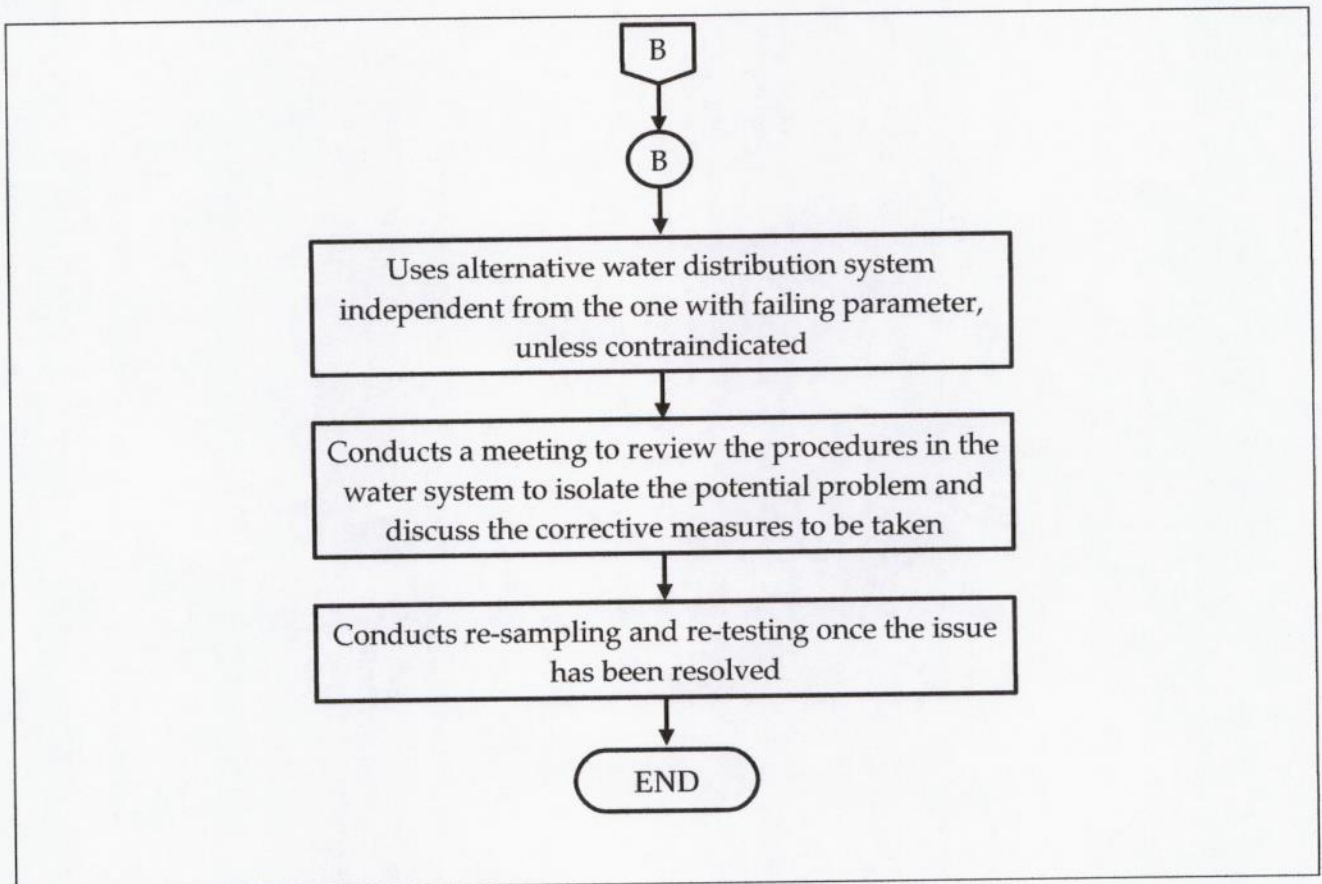 B
B
Uses alternative water distribution system
independent from the one with failing parameter,
unless contraindicated
Conducts a meeting to review the procedures in the
water system to isolate the potential problem and
discuss the corrective measures to be taken
Conducts re-sampling and re-testing once the issue
has been resolved
END